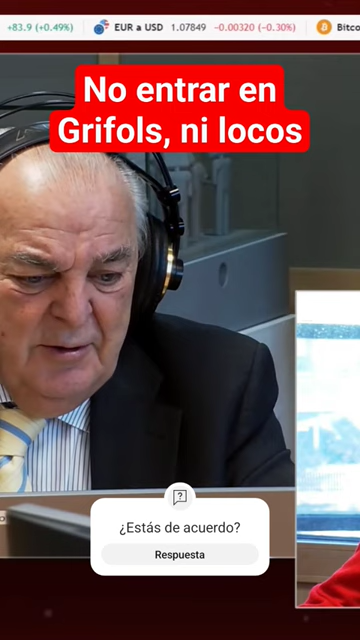 +83.9 (+0.49%) EUR a USD 1.07849 -0.00320 (-0.30%) Bitco
No entrar en
Grifols, ni locos
¿Estás de acuerdo?
Respuesta